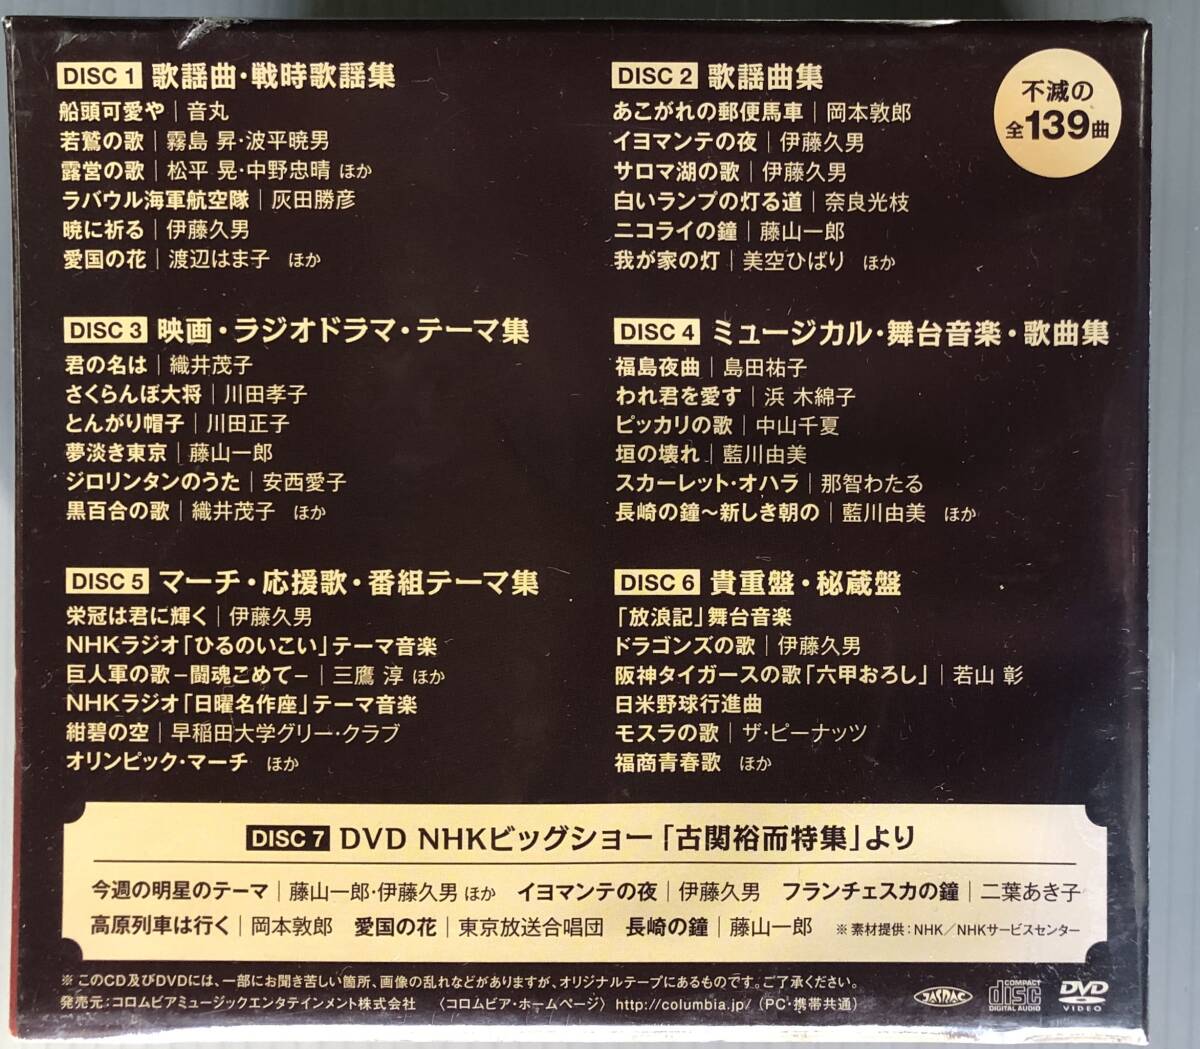 DISC 1 歌謡曲・戦時歌謡集
船頭可愛や｜音丸
若鷲の歌｜霧島 昇・波平暁男
露営の歌｜松平 晃・中野忠晴 ほか
ラバウル海軍航空隊｜灰田勝彦
暁に祈る｜伊藤久男
愛国の花｜渡辺はま子 ほか
DISC 2 歌謡曲集
あこがれの郵便馬車｜岡本敦郎
イヨマンテの夜｜伊藤久男
サロマ湖の歌｜伊藤久男
白いランプの灯る道｜奈良光枝
ニコライの鐘｜藤山一郎
我が家の灯｜美空ひばり ほか
不滅の
全139曲
DISC 3 映画・ラジオドラマ・テーマ集
君の名は｜織井茂子
さくらんぼ大将｜川田孝子
とんがり帽子｜川田正子
夢淡き東京｜藤山一郎
ジロリンタンのうた｜安西愛子
黒百合の歌｜織井茂子 ほか
DISC 4 ミュージカル・舞台音楽・歌曲集
福島夜曲｜島田祐子
われ君を愛す｜浜 木綿子
ピッカリの歌｜中山千夏
垣の壊れ｜藍川由美
スカーレット・オハラ｜那智わたる
長崎の鐘～新しき朝の｜藍川由美 ほか
DISC 5 マーチ・応援歌・番組テーマ集
栄冠は君に輝く｜伊藤久男
NHKラジオ「ひるのいこい」テーマ音楽
巨人軍の歌－闘魂こめて－｜三鷹 淳 ほか
NHKラジオ「日曜名作座」テーマ音楽
紺碧の空｜早稲田大学グリー・クラブ
オリンピック・マーチ ほか
DISC 6 貴重盤・秘蔵盤
「放浪記」舞台音楽
ドラゴンズの歌｜伊藤久男
阪神タイガースの歌「六甲おろし」｜若山 彰
日米野球行進曲
モスラの歌｜ザ・ピーナッツ
福商青春歌 ほか
DISC 7 DVD NHKビッグショー「古関裕而特集」より
今週の明星のテーマ｜藤山一郎・伊藤久男 ほか イヨマンテの夜｜伊藤久男 フランチェスカの鐘｜二葉あき子
高原列車は行く｜岡本敦郎 愛国の花｜東京放送合唱団 長崎の鐘｜藤山一郎 ※素材提供：NHK／NHKサービスセンター
※このCD及びDVDには、一部にお聞き苦しい箇所、画像の乱れなどがありますが、オリジナルテープにあるものです。ご了承ください。
発売元：コロムビアミュージックエンタテインメント株式会社 〈コロムビア・ホームページ〉http://columbia.jp/（PC・携帯共通）
JASRAC COMPACT disc DIGITAL AUDIO DVD VIDEO